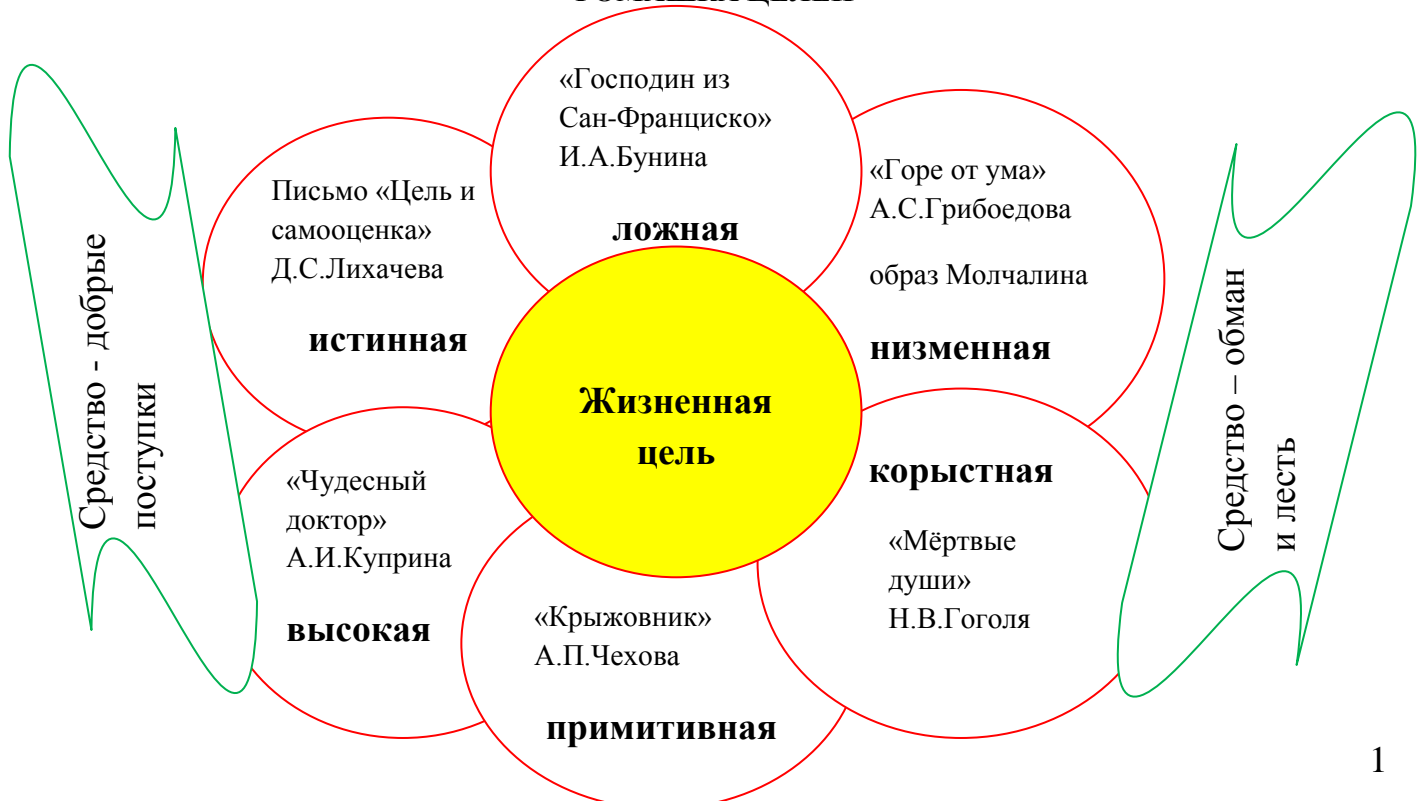 Средство - добрые
поступки
Письмо «Цель и
самооценка»
Д.С.Лихачева
истинная
«Господин из
Сан-Франциско»
И.А.Бунина
ложная
«Горе от ума»
А.С.Грибоедова
образ Молчалина
низменная
Жизненная
цель
«Чудесный
доктор»
А.И.Куприна
высокая
«Крыжовник»
А.П.Чехова
примитивная
корыстная
«Мёртвые
души»
Н.В.Гоголя
Средство – обман
и лесть
1